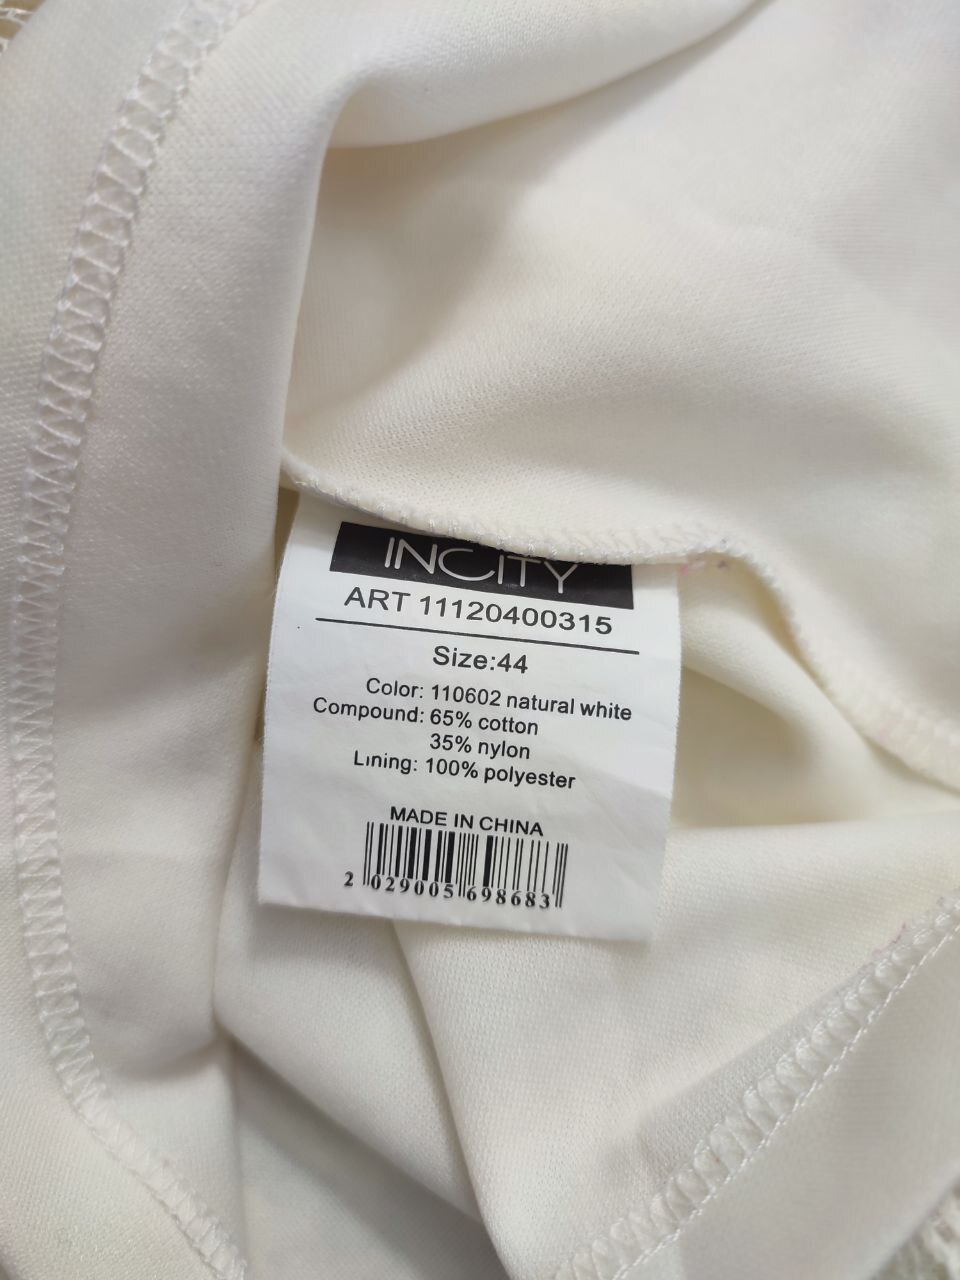 INCITY
ART 11120400315
Size:44
Color: 110602 natural white
Compound: 65% cotton
35% nylon
Lining: 100% polyester
MADE IN CHINA
2 029005 698683